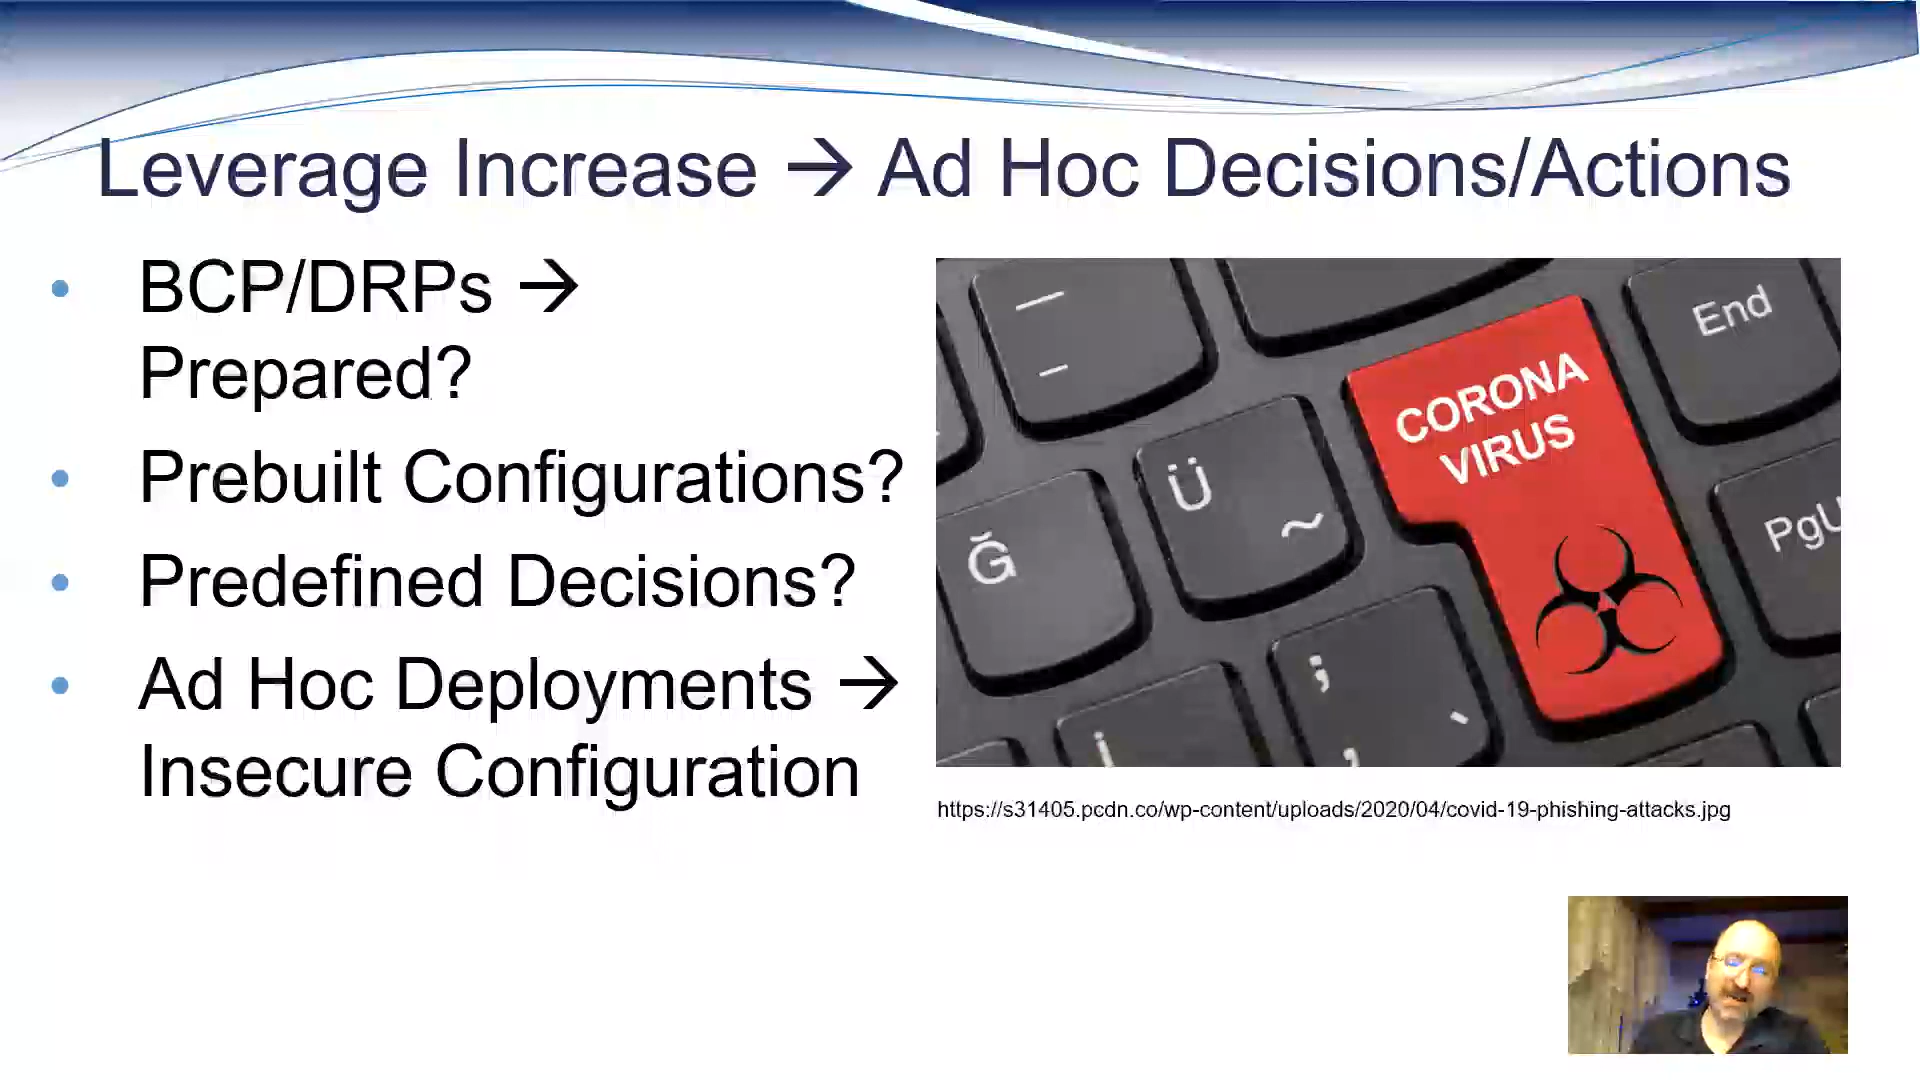 Leverage Increase → Ad Hoc Decisions/Actions
• BCP/DRPs →
Prepared?
• Prebuilt Configurations?
• Predefined Decisions?
• Ad Hoc Deployments →
Insecure Configuration
End
CORONA
VIRUS
Ü
~
PgU
Ğ
;
İ
https://s31405.pcdn.co/wp-content/uploads/2020/04/covid-19-phishing-attacks.jpg